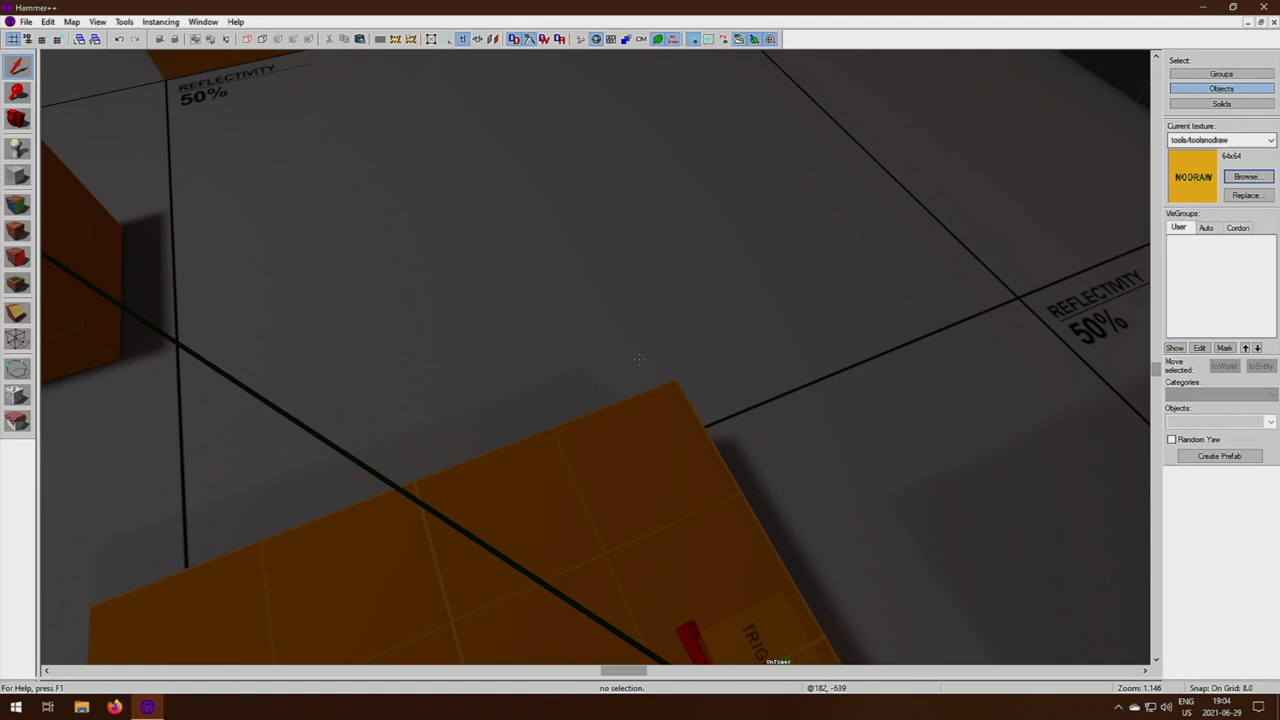 Hammer++
File Edit Map View Tools Instancing Window Help
CM
REFLECTIVITY
50%
REFLECTIVITY
50%
TRIG
OnTimer
Select:
Groups
Objects
Solids
Current texture:
tools/toolsnodraw
64x64
NODRAW
Browse...
Replace...
VisGroups:
User Auto Cordon
Show Edit Mark
Move selected:
toWorld toEntity
Categories:
Objects:
Random Yaw
Create Prefab
For Help, press F1 no selection. @182, -639 Zoom: 1.146 Snap: On Grid: 8.0
ENG 19:04
US 2021-06-29